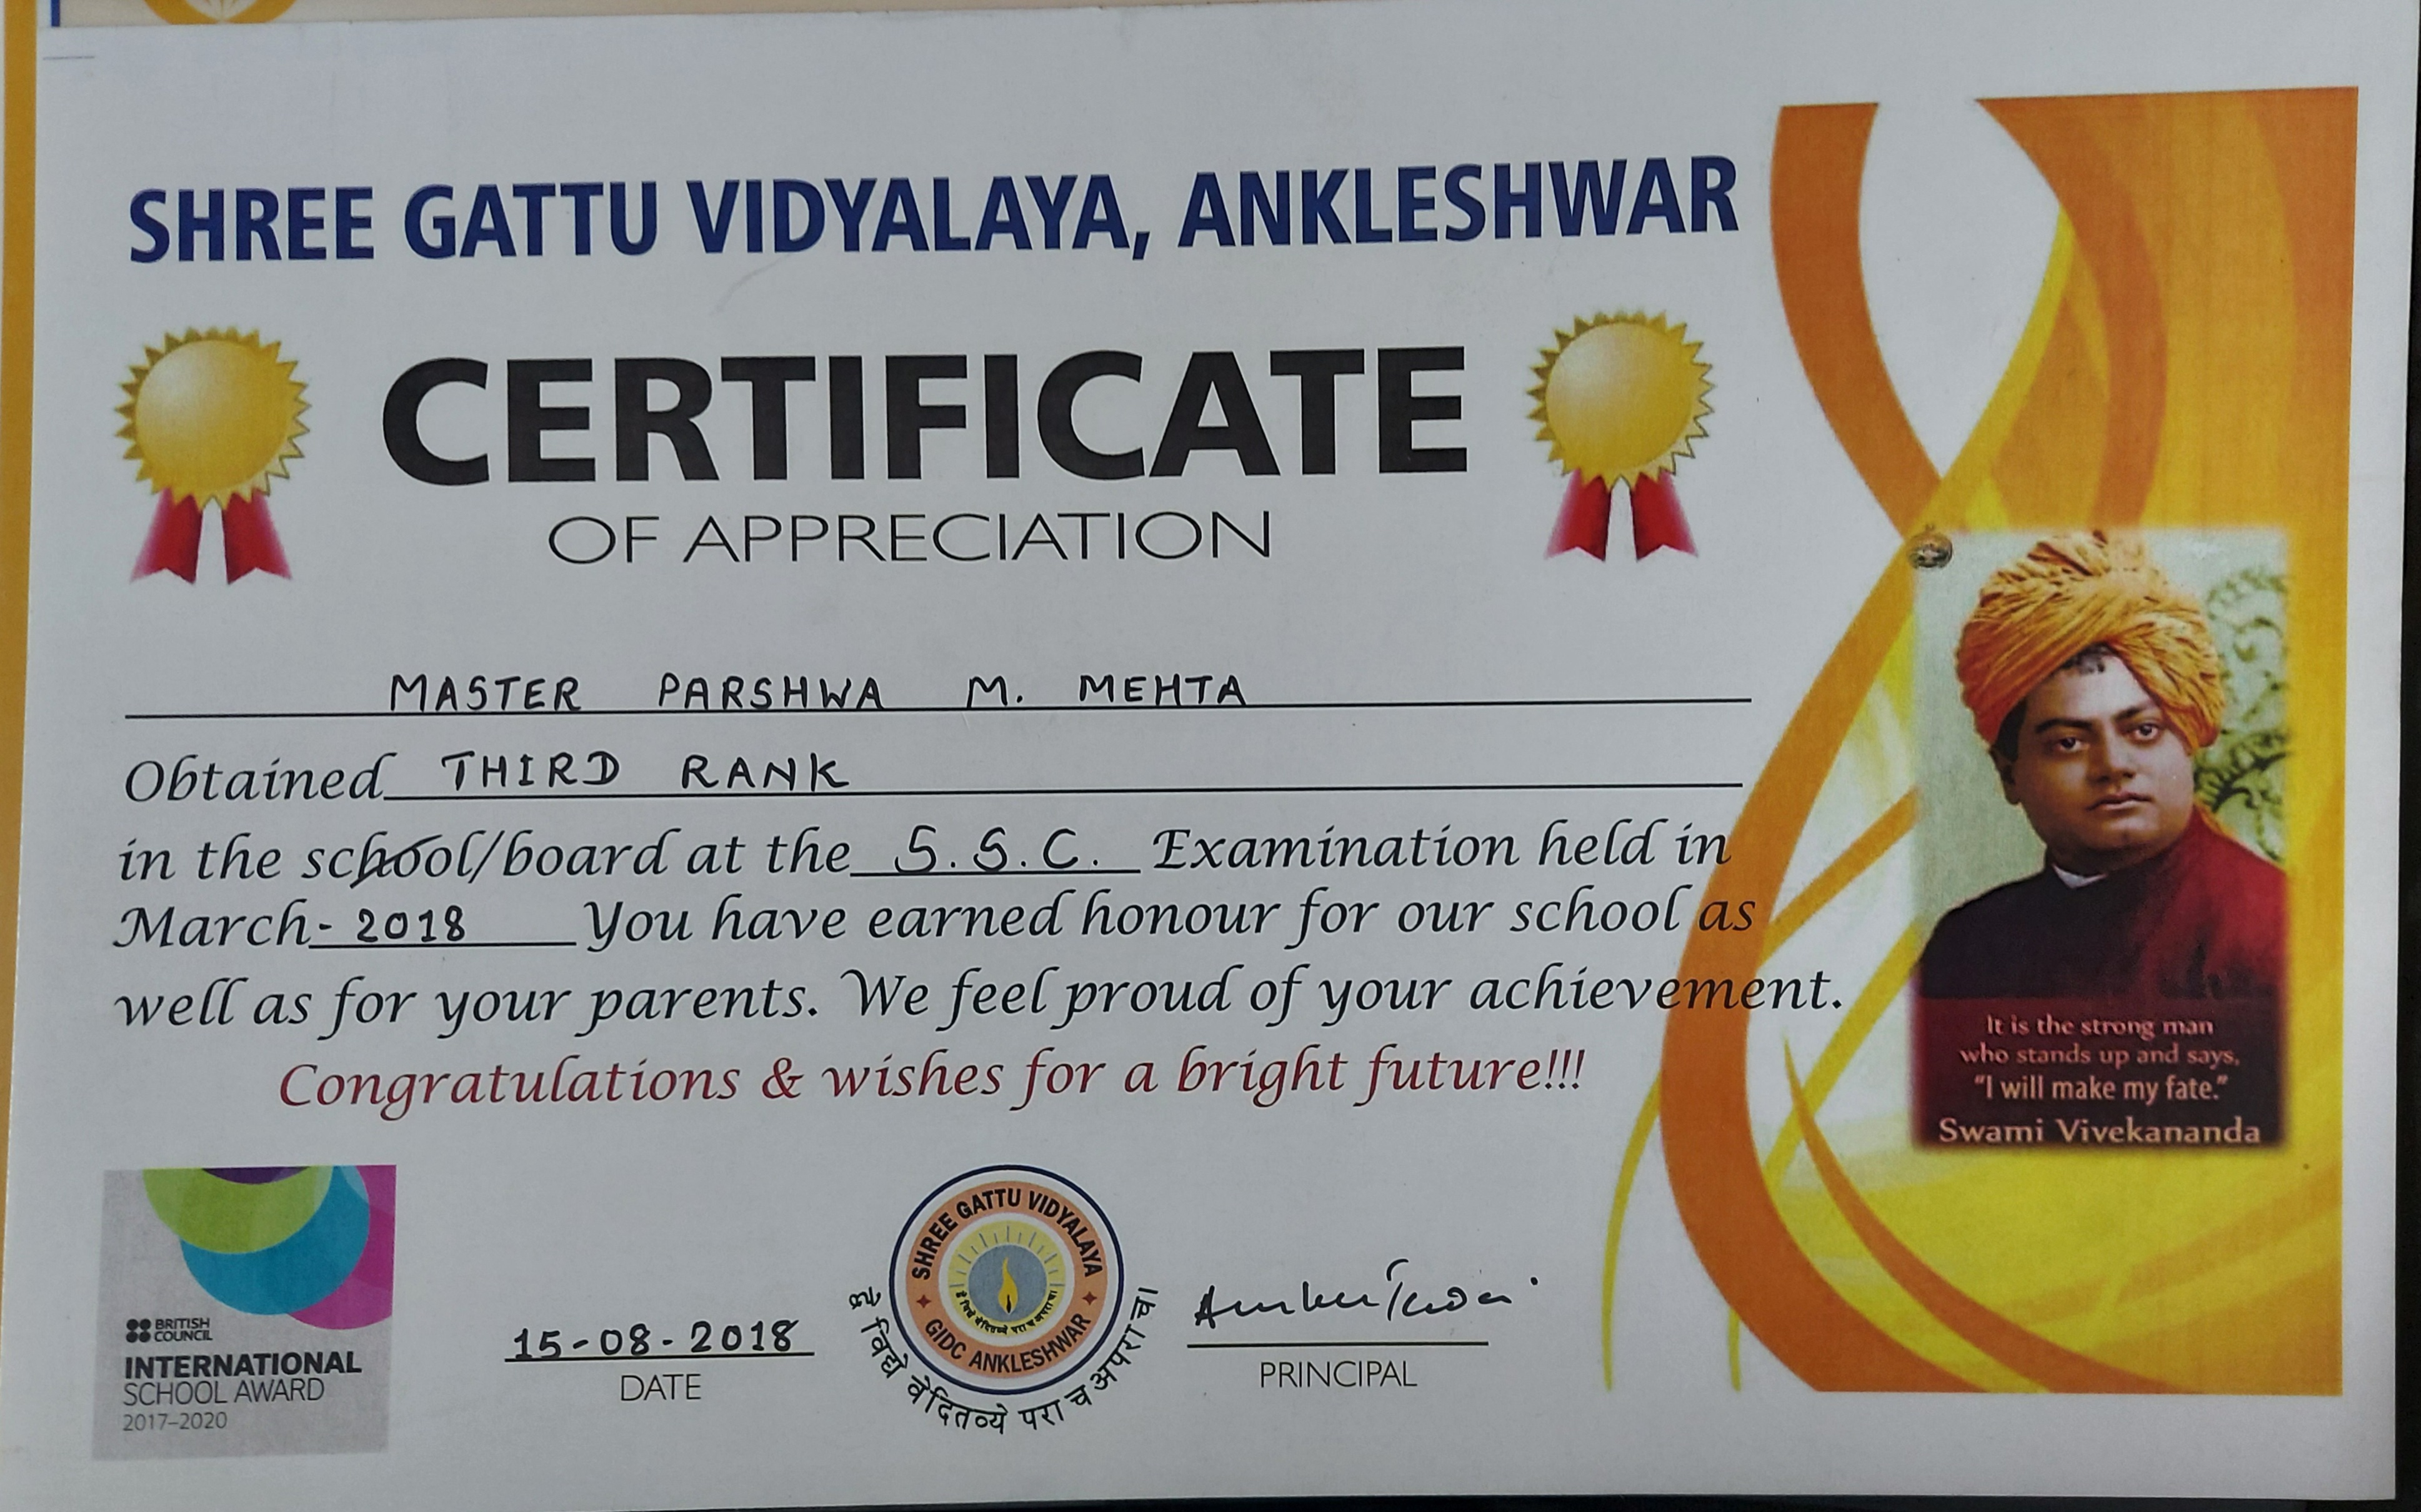 SHREE GATTU VIDYALAYA, ANKLESHWAR
CERTIFICATE
OF APPRECIATION
MASTER PARSHWA M. MEHTA
Obtained THIRD RANK
in the school/board at the S.S.C. Examination held in
March- 2018 You have earned honour for our school as
well as for your parents. We feel proud of your achievement.
Congratulations & wishes for a bright future!!!
It is the strong man
who stands up and says,
"I will make my fate."
Swami Vivekananda
BRITISH
COUNCIL
INTERNATIONAL
SCHOOL AWARD
2017–2020
15-08-2018
DATE
SHREE GATTU VIDYALAYA
GIDC ANKLESHWAR
द्वे विद्ये वेदितव्ये परा च अपरा च।
PRINCIPAL